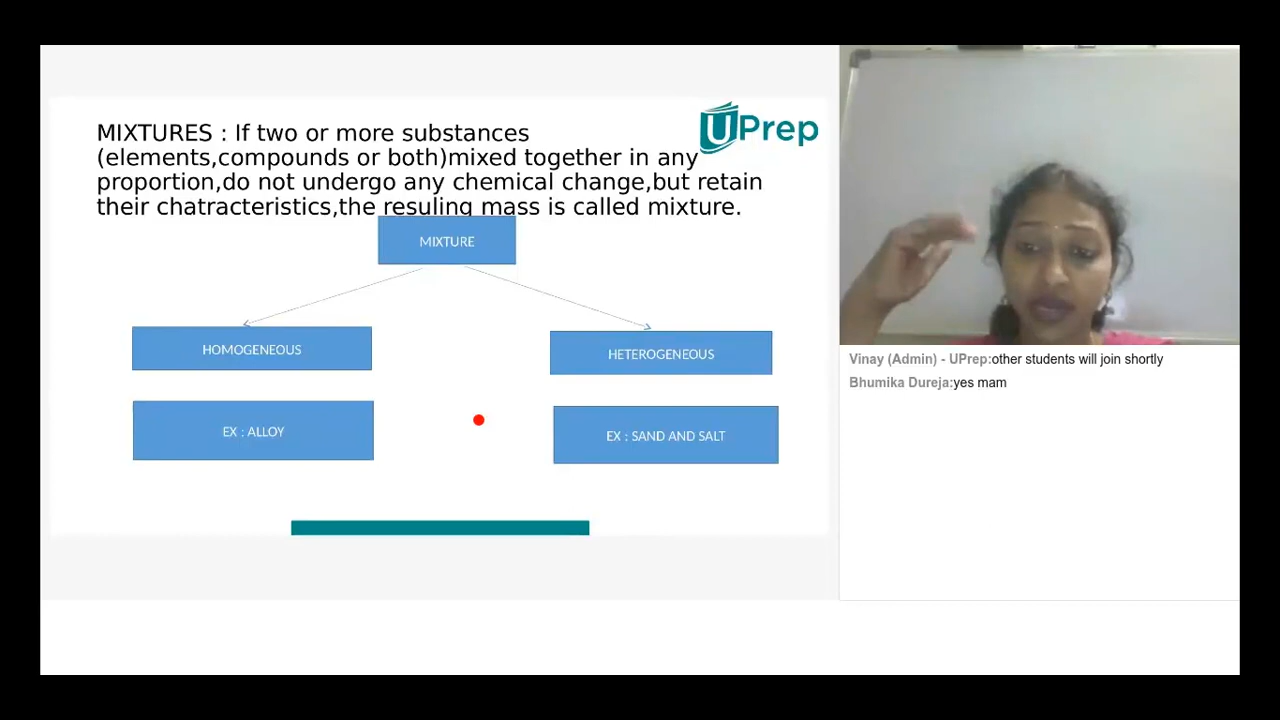 MIXTURES : If two or more substances
(elements,compounds or both)mixed together in any
proportion,do not undergo any chemical change,but retain
their chatracteristics,the resuling mass is called mixture.
UPrep
MIXTURE
HOMOGENEOUS
HETEROGENEOUS
EX : ALLOY
EX : SAND AND SALT
Vinay (Admin) - UPrep:other students will join shortly
Bhumika Dureja:yes mam